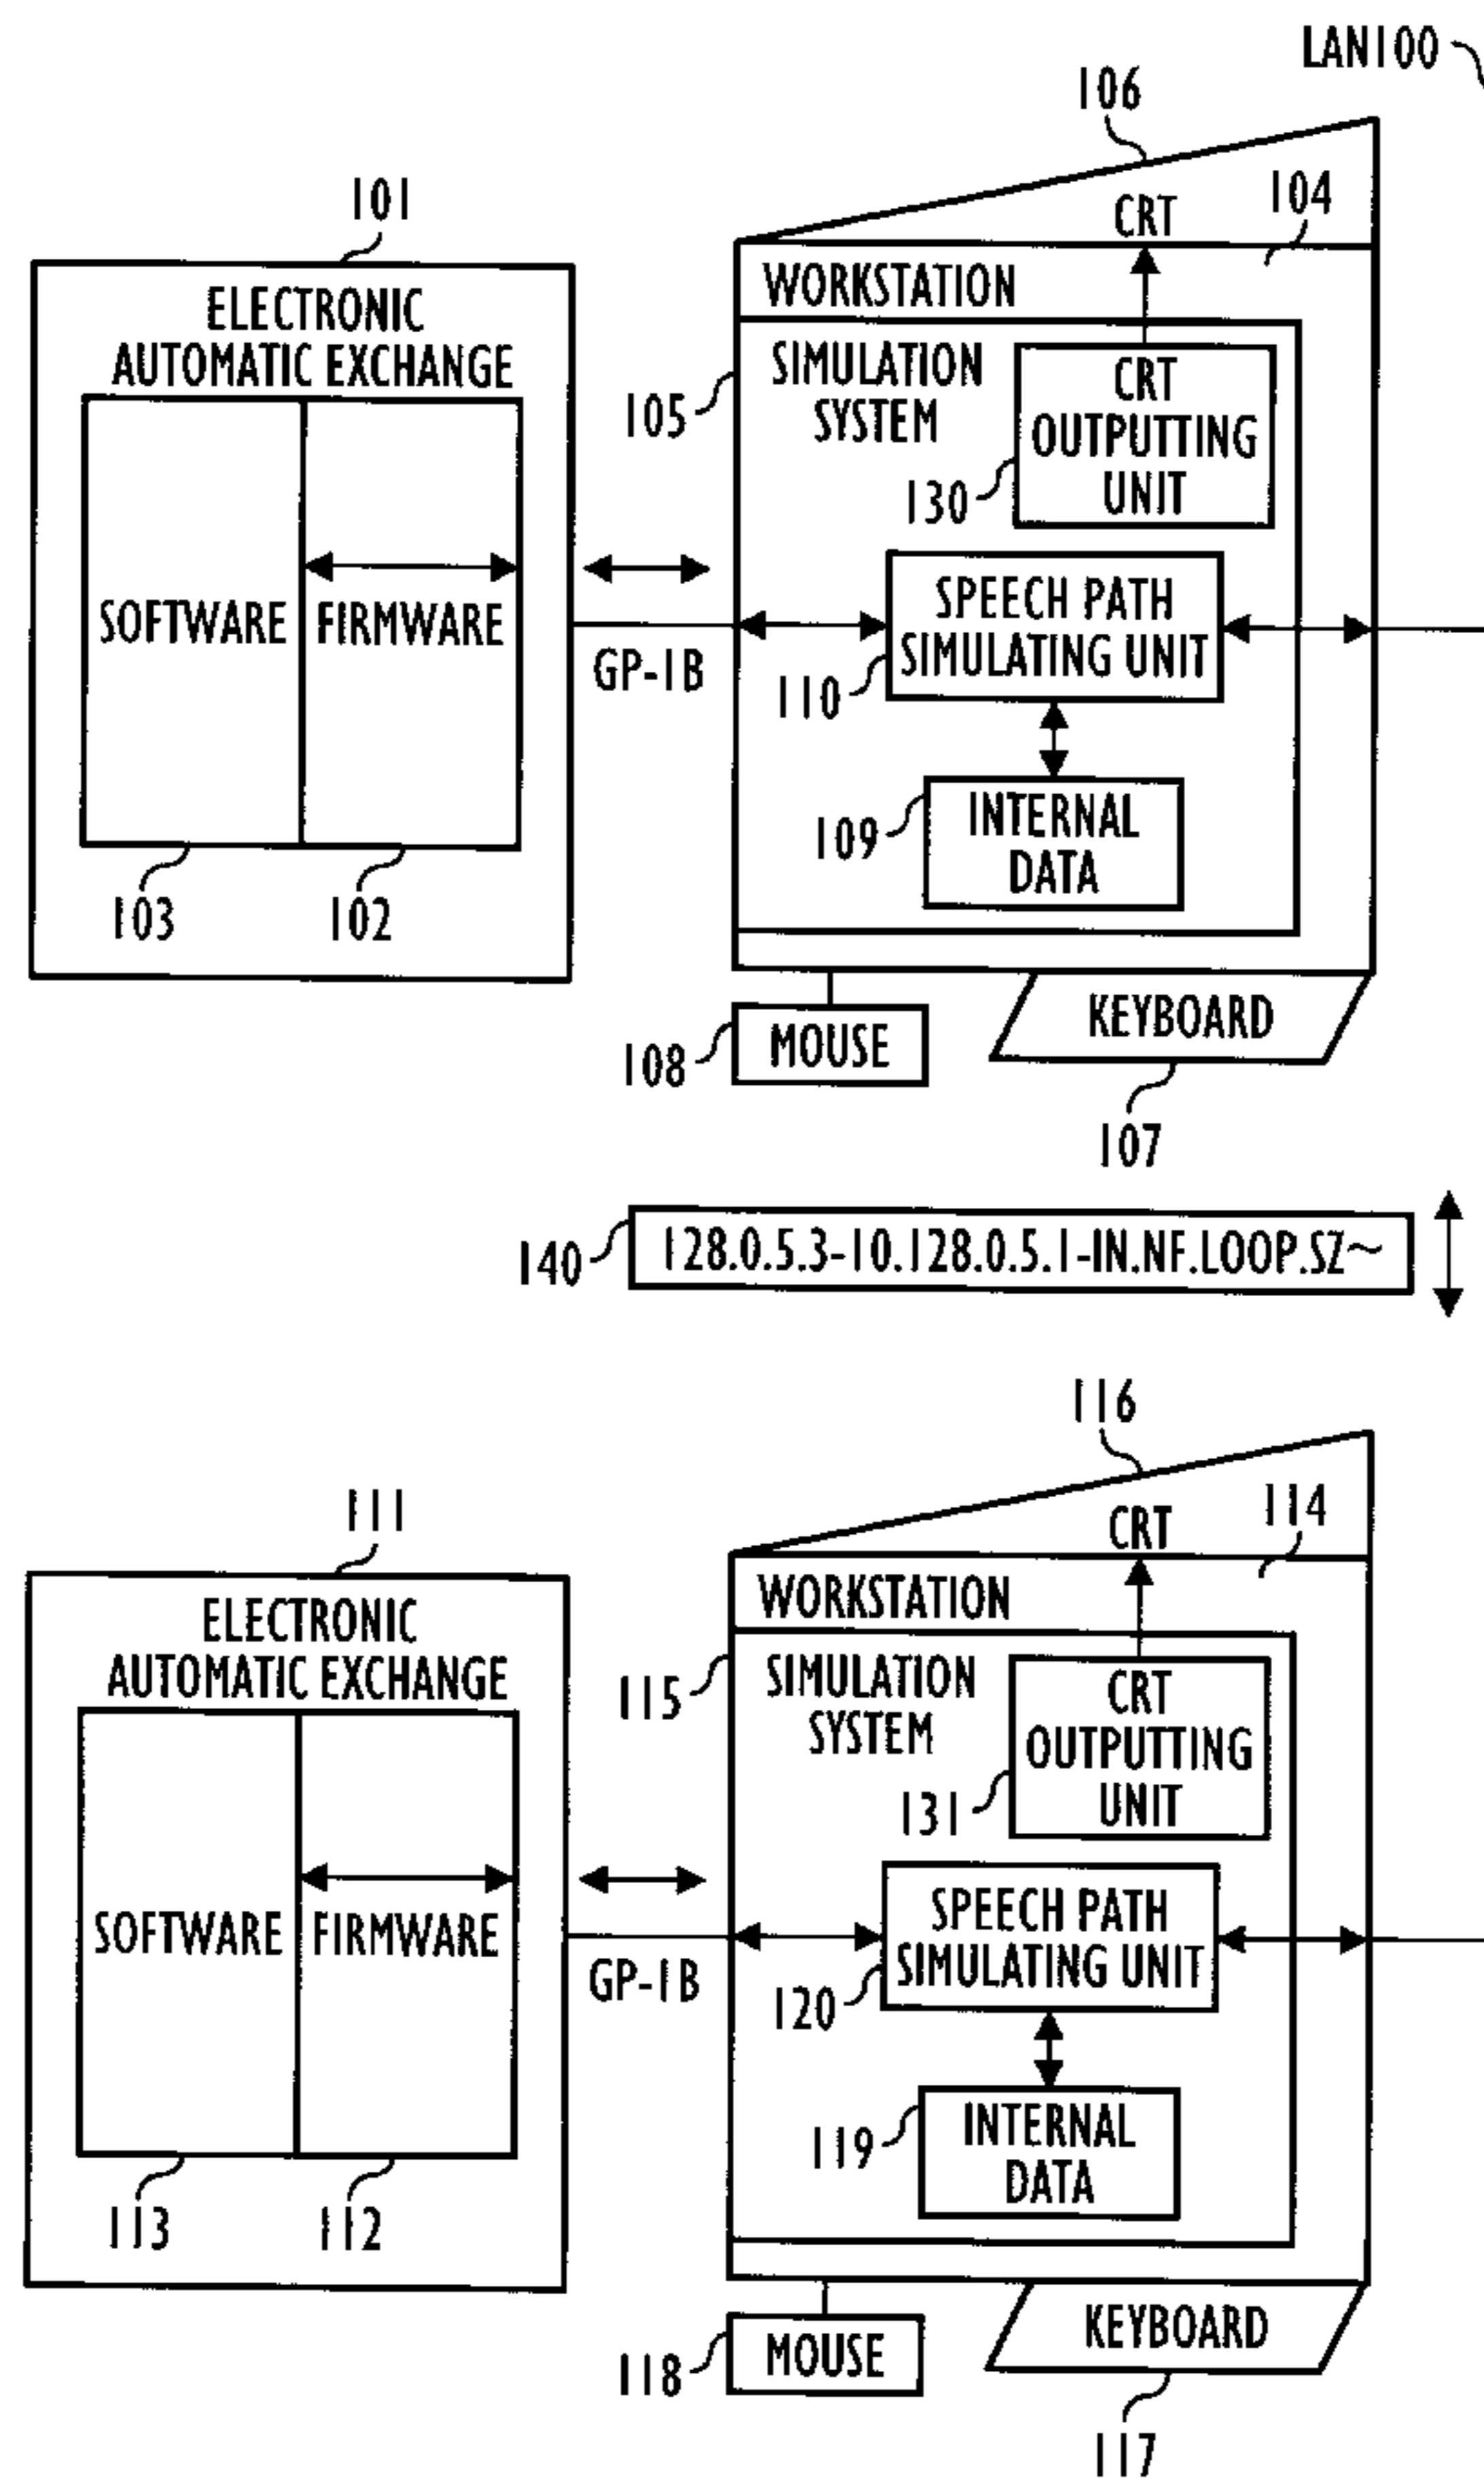 LAN100
106
101
CRT
104
ELECTRONIC
AUTOMATIC EXCHANGE
WORKSTATION
SIMULATION
SYSTEM
105
CRT
OUTPUTTING
UNIT
130
SOFTWARE
FIRMWARE
GP-1B
SPEECH PATH
SIMULATING UNIT
110
109
INTERNAL
DATA
103
102
MOUSE
108
KEYBOARD
107
140
128.0.5.3-10.128.0.5.1-IN.NF.LOOP.SZ~
116
111
CRT
114
ELECTRONIC
AUTOMATIC EXCHANGE
WORKSTATION
SIMULATION
SYSTEM
115
CRT
OUTPUTTING
UNIT
131
SOFTWARE
FIRMWARE
GP-1B
SPEECH PATH
SIMULATING UNIT
120
119
INTERNAL
DATA
113
112
MOUSE
118
KEYBOARD
117